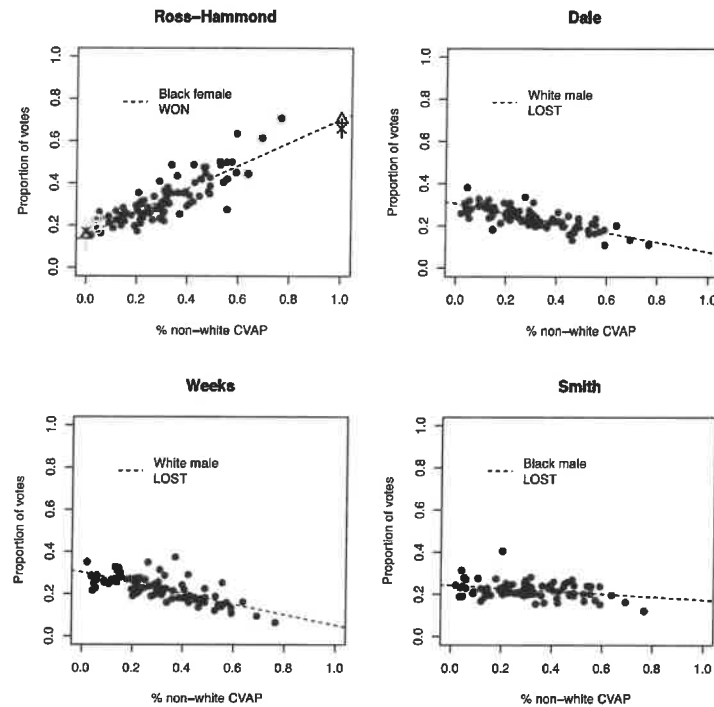 Ross–Hammond
Proportion of votes
1.0
0.8
0.6
0.4
0.2
0.0
Black female
WON
0.0 0.2 0.4 0.6 0.8 1.0
% non–white CVAP
Dale
Proportion of votes
1.0
0.8
0.6
0.4
0.2
0.0
White male
LOST
0.0 0.2 0.4 0.6 0.8 1.0
% non–white CVAP
Weeks
Proportion of votes
1.0
0.8
0.6
0.4
0.2
0.0
White male
LOST
0.0 0.2 0.4 0.6 0.8 1.0
% non–white CVAP
Smith
Proportion of votes
1.0
0.8
0.6
0.4
0.2
0.0
Black male
LOST
0.0 0.2 0.4 0.6 0.8 1.0
% non–white CVAP